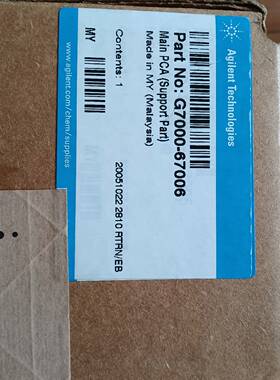 Agilent Technologies
Part No: G7000-67006
Main PCA (Support Part)
Made in MY (Malaysia)
Contents: 1
20051022 2810 RTRN/EB
MY
www.agilent.com/chem/supplies